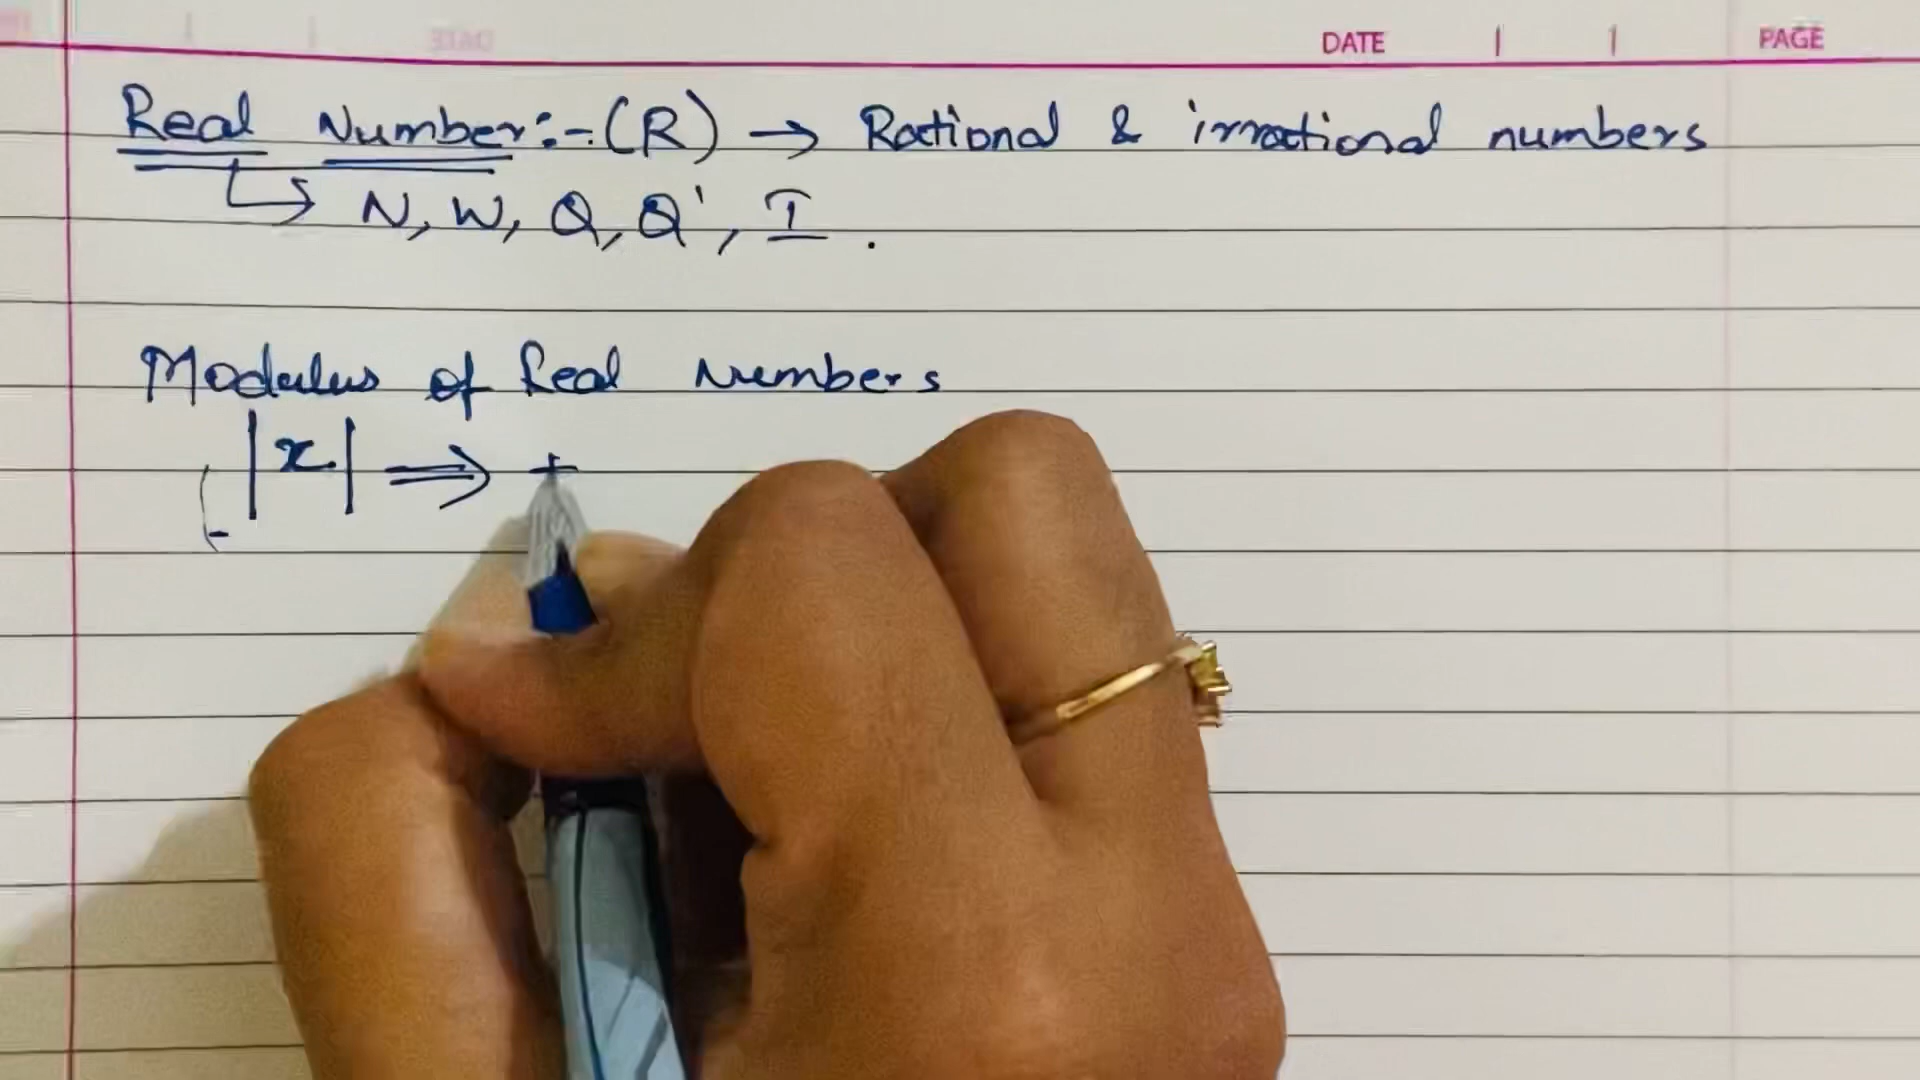 DATE PAGE
Real Number:-(R) → Rational & irrational numbers
↳ N, W, Q, Q', I .
Modulus of Real Numbers
|x| ⇒ +